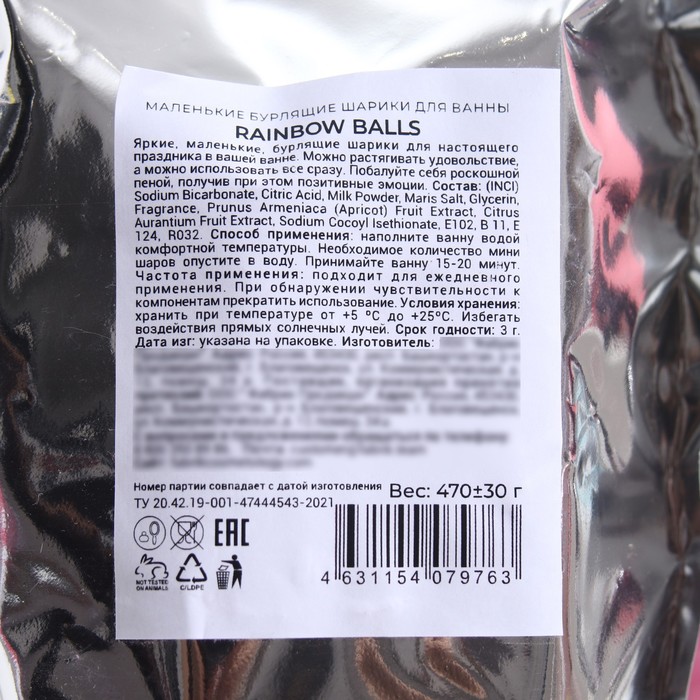 МАЛЕНЬКИЕ БУРЛЯЩИЕ ШАРИКИ ДЛЯ ВАННЫ
RAINBOW BALLS
Яркие, маленькие, бурлящие шарики для настоящего
праздника в вашей ванне. Можно растягивать удовольствие,
а можно использовать все сразу. Побалуйте себя роскошной
пеной, получив при этом позитивные эмоции. Состав: (INCI)
Sodium Bicarbonate, Citric Acid, Milk Powder, Maris Salt, Glycerin,
Fragrance, Prunus Armeniaca (Apricot) Fruit Extract, Citrus
Aurantium Fruit Extract, Sodium Cocoyl Isethionate, E102, B 11, E
124, R032. Способ применения: наполните ванну водой
комфортной температуры. Необходимое количество мини
шаров опустите в воду. Принимайте ванну 15-20 минут.
Частота применения: подходит для ежедневного
применения. При обнаружении чувствительности к
компонентам прекратить использование. Условия хранения:
хранить при температуре от +5 ºС до +25ºС. Избегать
воздействия прямых солнечных лучей. Срок годности: 3 г.
Дата изг: указана на упаковке. Изготовитель:
Номер партии совпадает с датой изготовления
Вес: 470±30 г
ТУ 20.42.19-001-47444543-2021
EAC
NOT TESTED
ON ANIMALS
C/LDPE
4 631154 079763